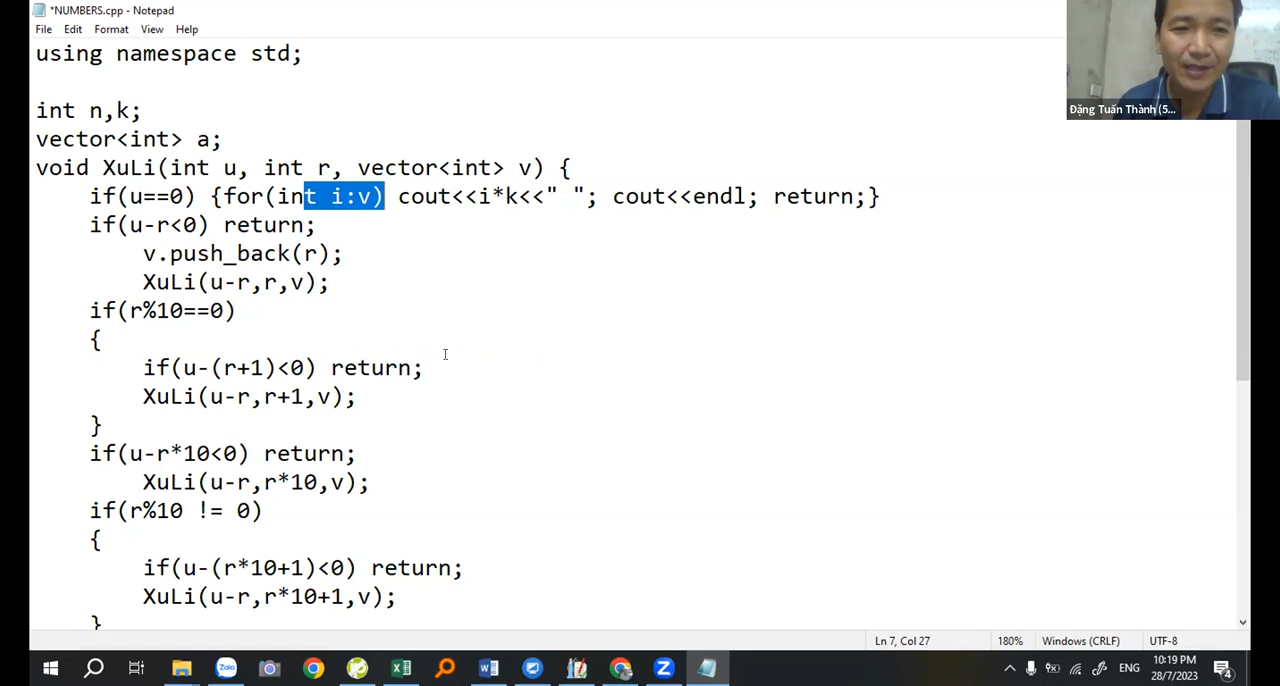 *NUMBERS.cpp - Notepad
File Edit Format View Help
using namespace std;
int n,k;
vector<int> a;
void XuLi(int u, int r, vector<int> v) {
if(u==0) {for(int i:v) cout<<i*k<<" "; cout<<endl; return;}
if(u-r<0) return;
v.push_back(r);
XuLi(u-r,r,v);
if(r%10==0)
{
if(u-(r+1)<0) return;
XuLi(u-r,r+1,v);
}
if(u-r*10<0) return;
XuLi(u-r,r*10,v);
if(r%10 != 0)
{
if(u-(r*10+1)<0) return;
XuLi(u-r,r*10+1,v);
}
Đặng Tuấn Thành (5...
Ln 7, Col 27 180% Windows (CRLF) UTF-8
Zalo
ENG
10:19 PM
28/7/2023
4